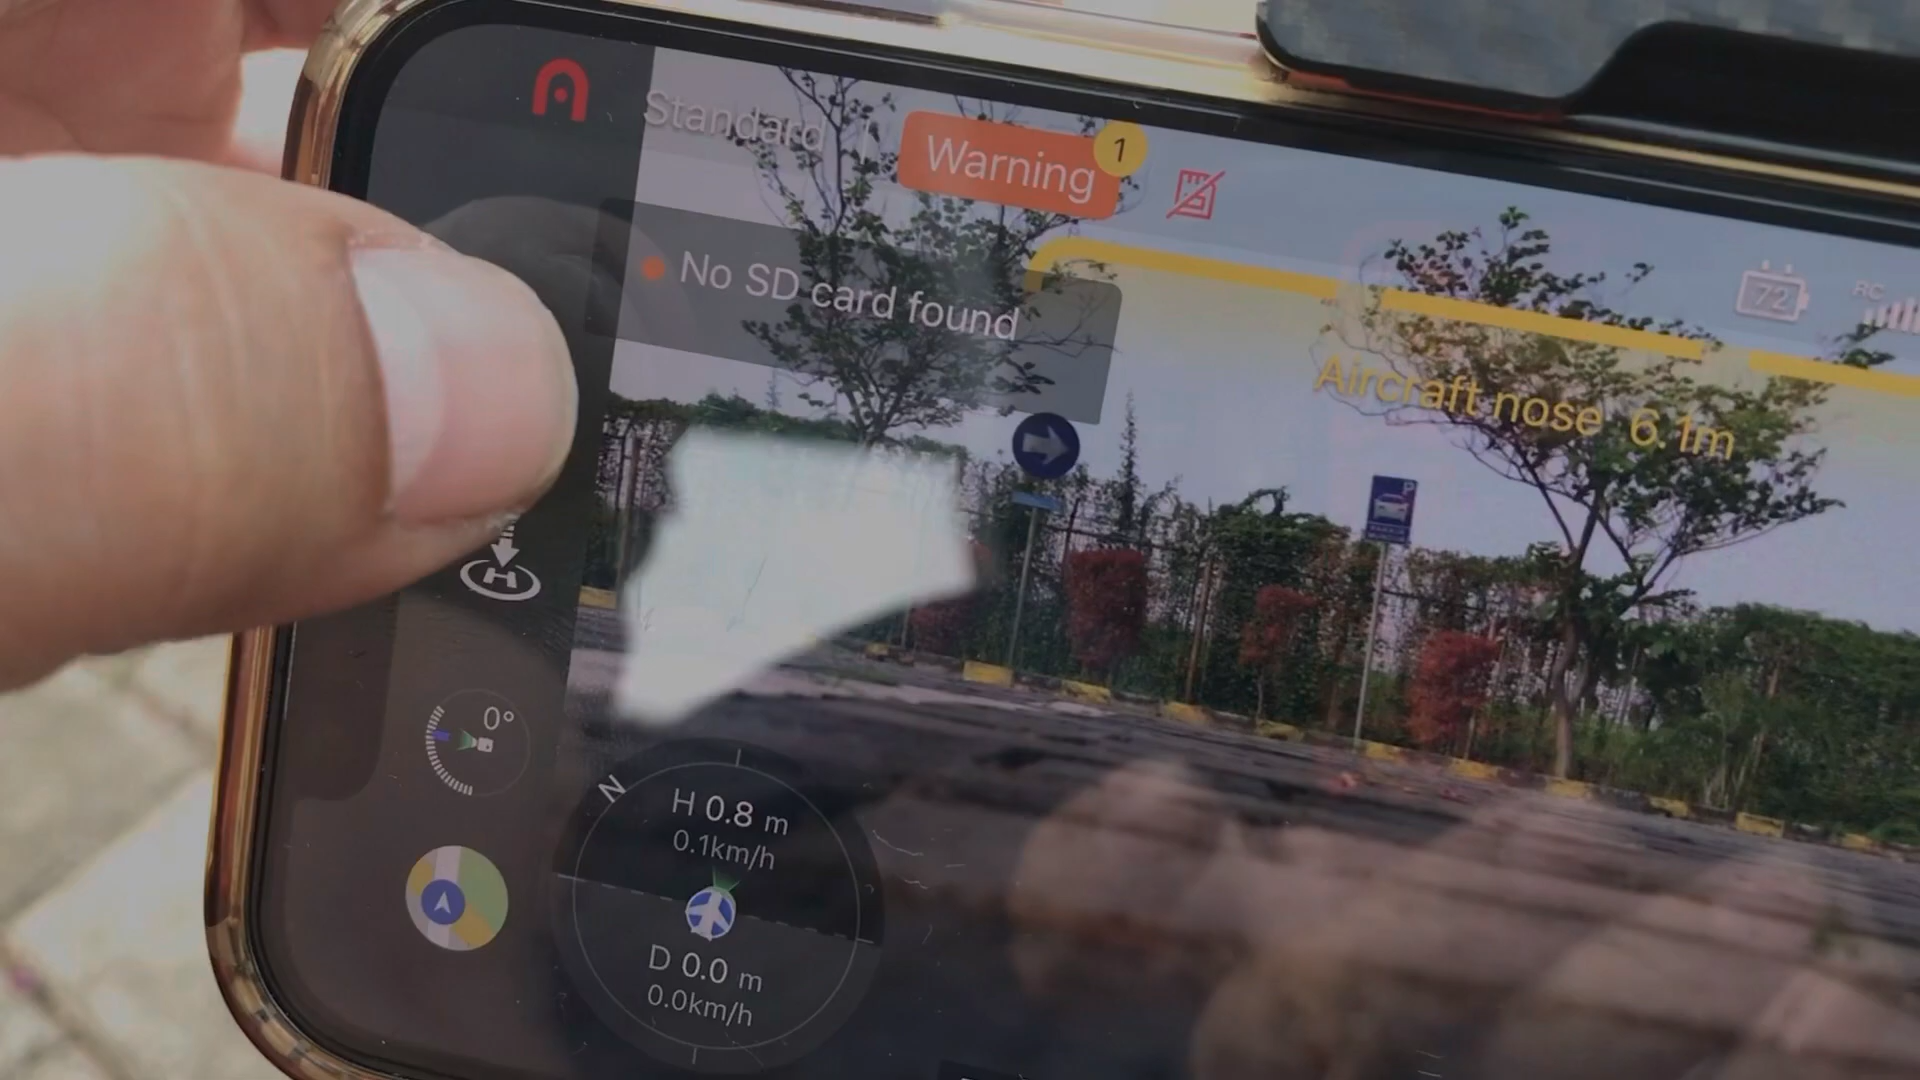 Standard
Warning 1
No SD card found
72
RC
Aircraft nose 6.1m
P
H
0°
N
H 0.8 m
0.1km/h
D 0.0 m
0.0km/h